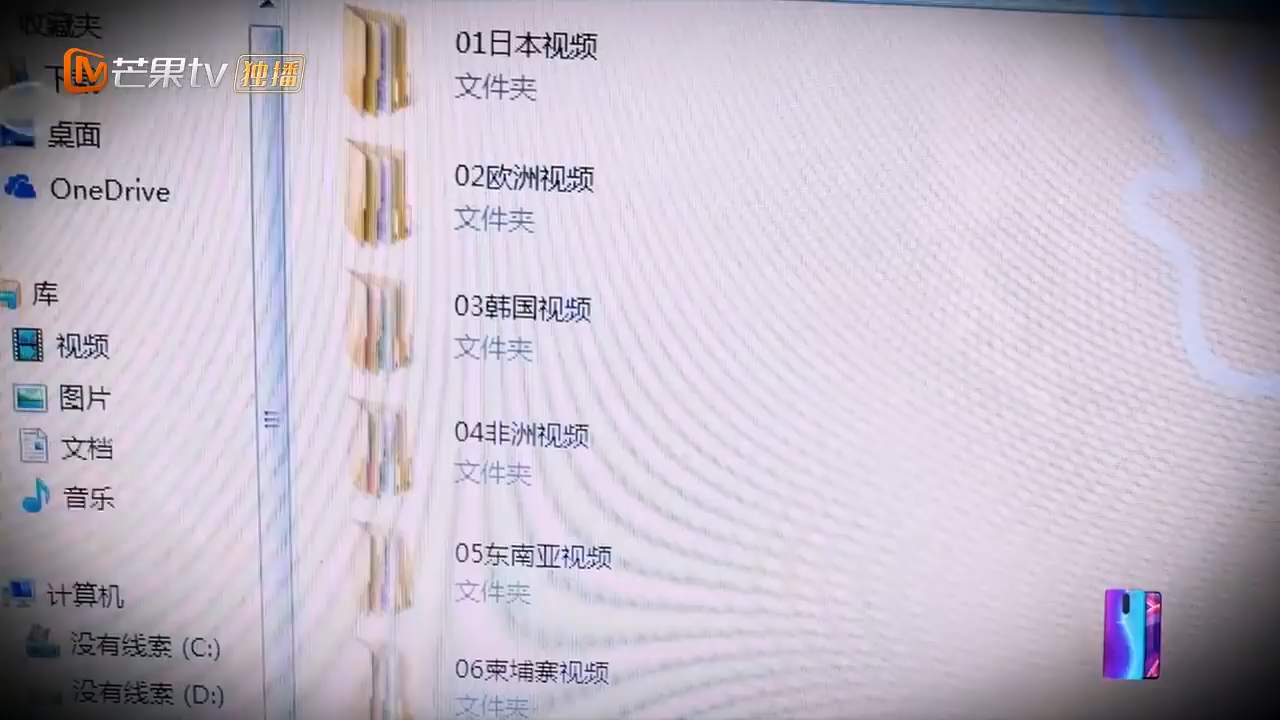 收藏夹
芒果tv 独播
桌面
OneDrive
库
视频
图片
文档
音乐
计算机
没有线索 (C:)
没有线索 (D:)
01日本视频
文件夹
02欧洲视频
文件夹
03韩国视频
文件夹
04非洲视频
文件夹
05东南亚视频
文件夹
06柬埔寨视频
文件夹